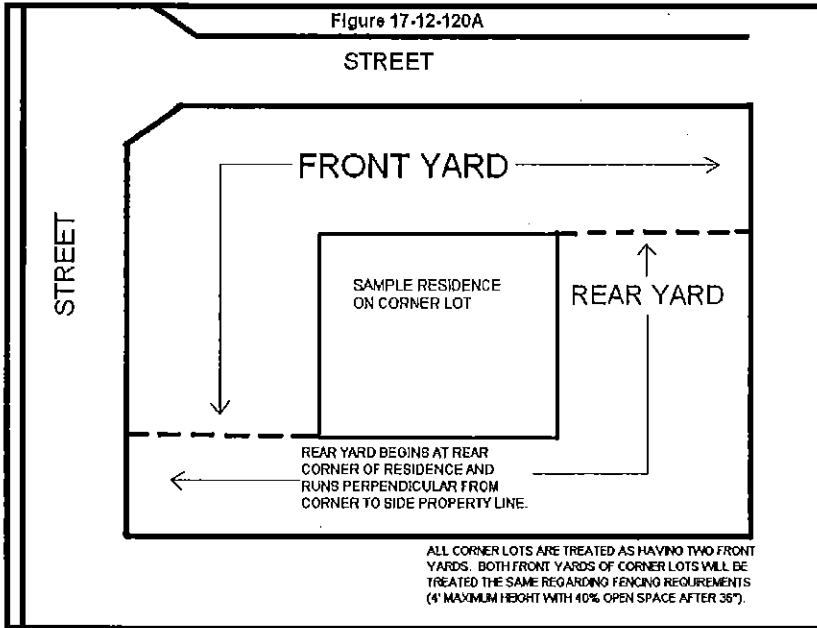 Figure 17-12-120A
STREET
FRONT YARD
STREET
SAMPLE RESIDENCE
ON CORNER LOT
REAR YARD
REAR YARD BEGINS AT REAR
CORNER OF RESIDENCE AND
RUNS PERPENDICULAR FROM
CORNER TO SIDE PROPERTY LINE.
ALL CORNER LOTS ARE TREATED AS HAVING TWO FRONT
YARDS. BOTH FRONT YARDS OF CORNER LOTS WILL BE
TREATED THE SAME REGARDING FENCING REQUIREMENTS
(4' MAXIMUM HEIGHT WITH 40% OPEN SPACE AFTER 36").